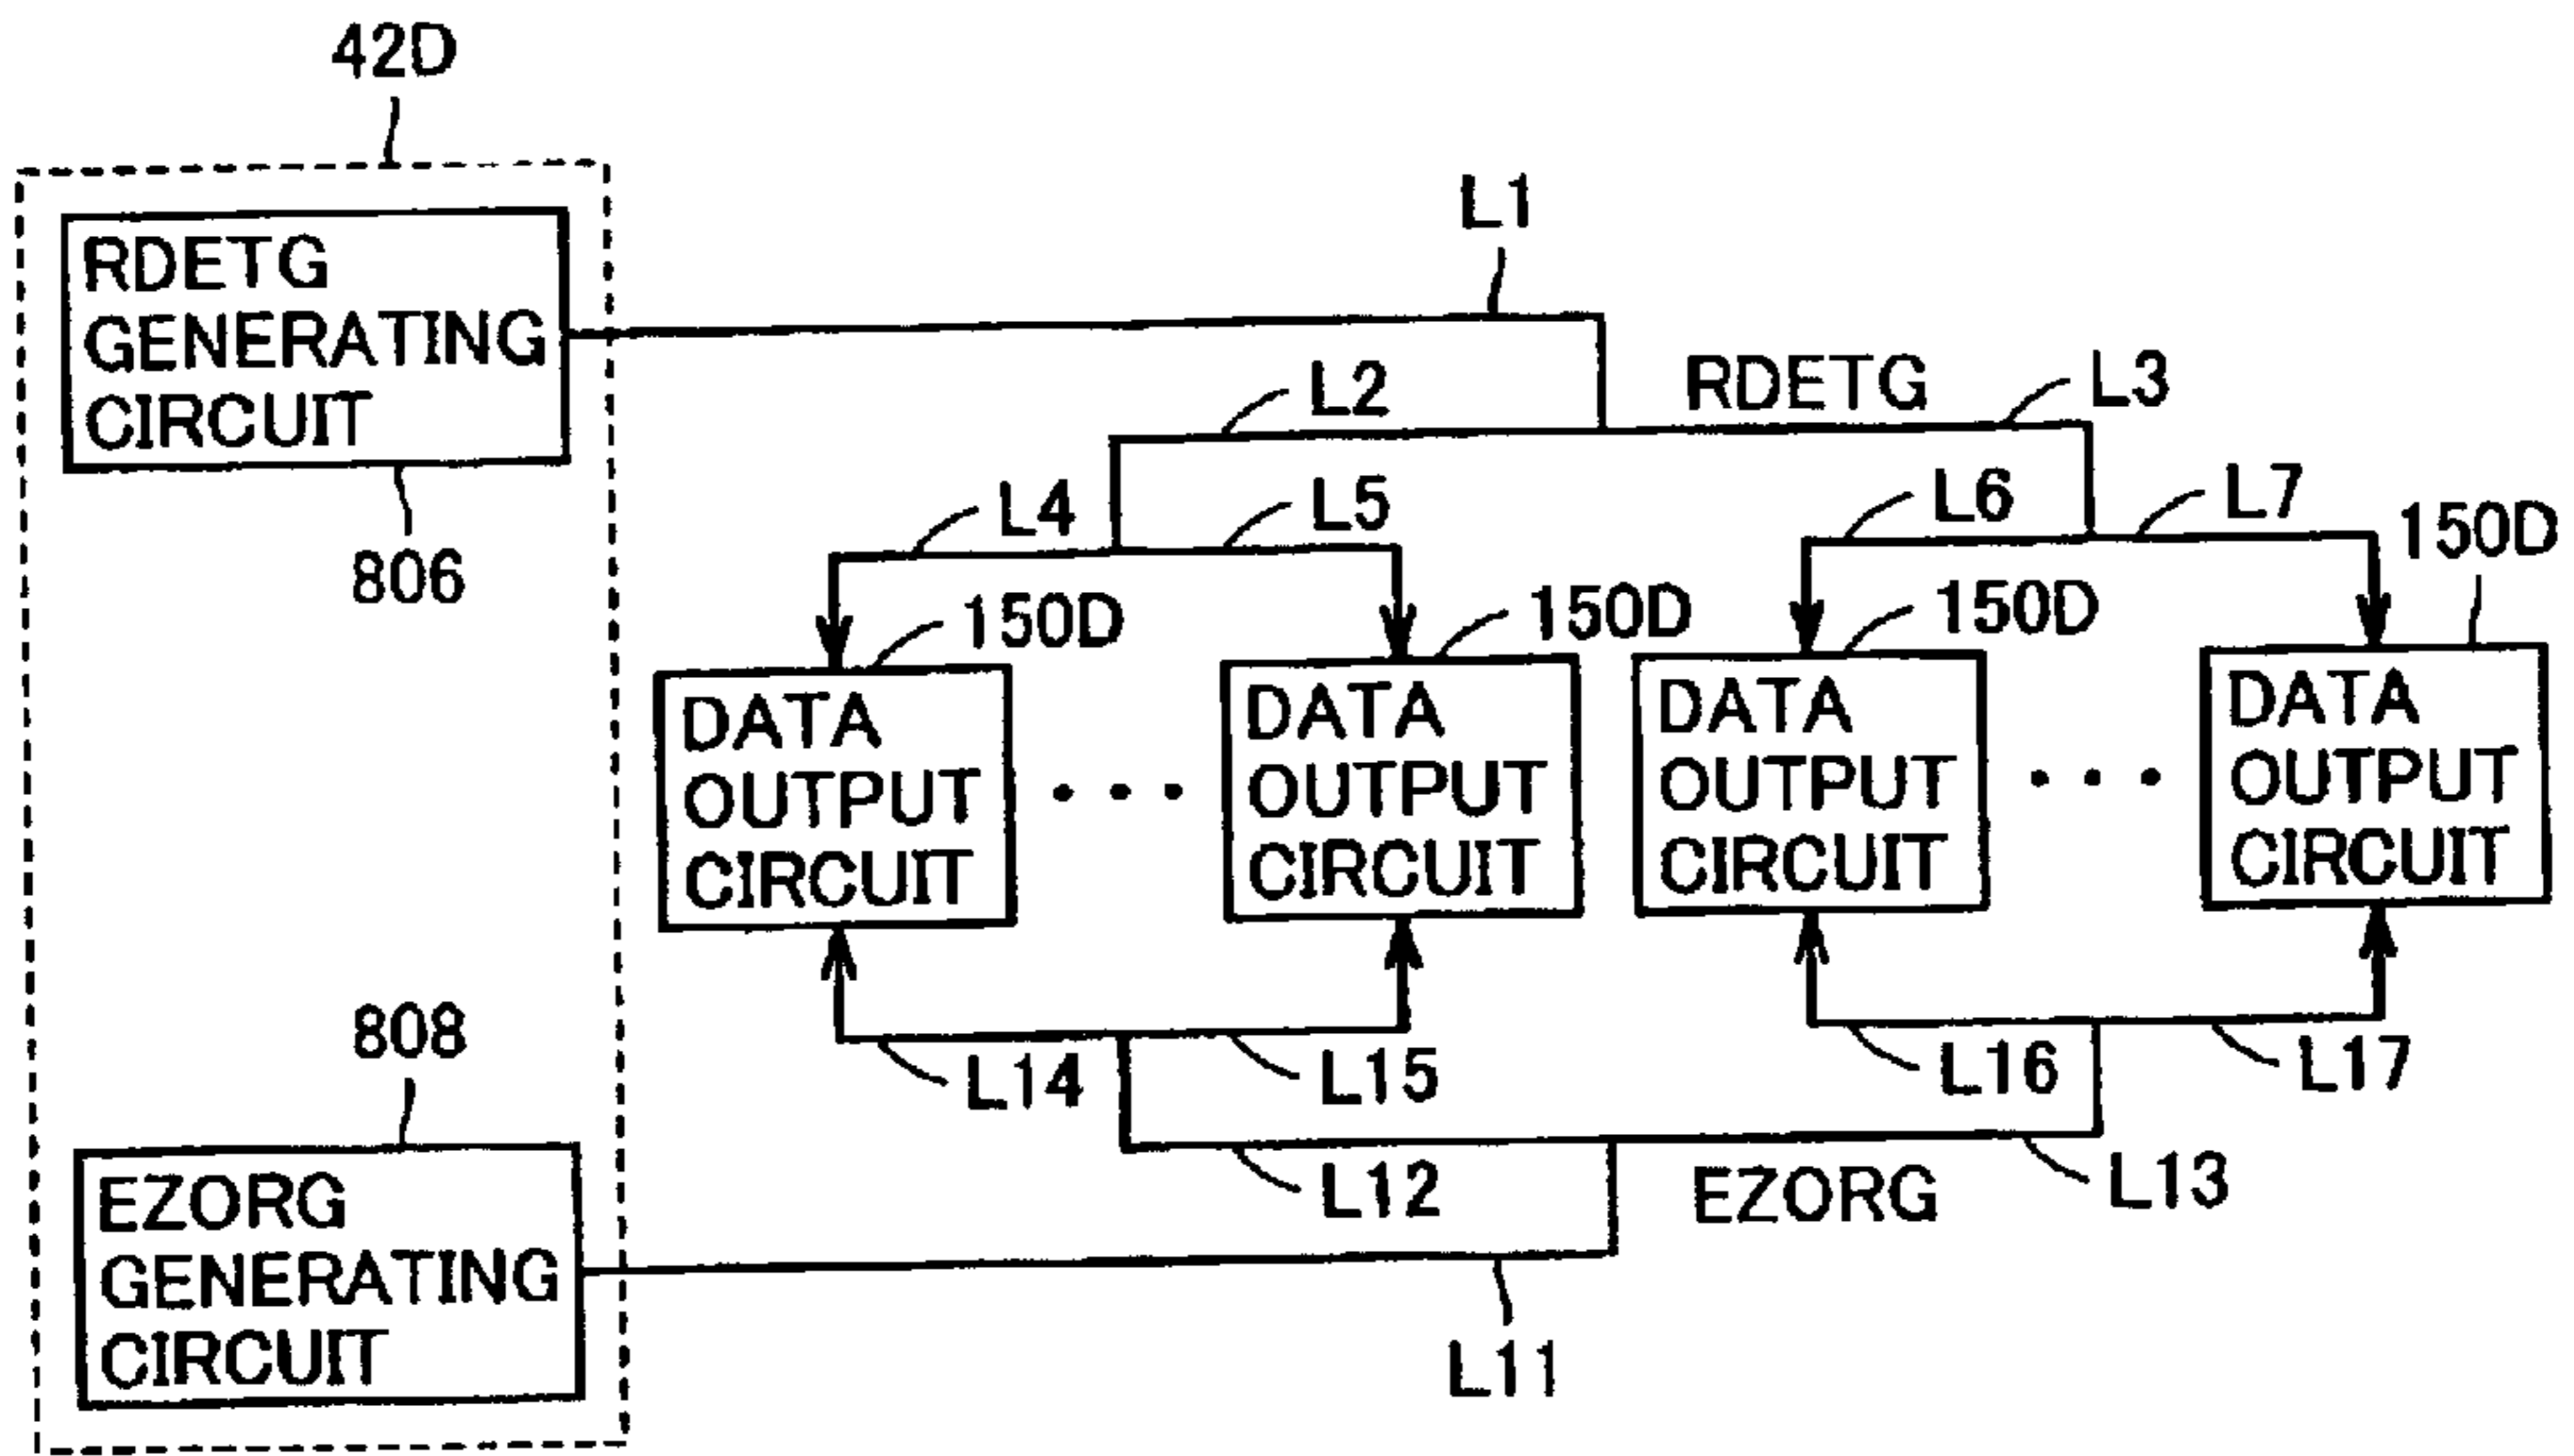 42D
RDETG
GENERATING
CIRCUIT
806
L1
L2
RDETG
L3
L4
L5
L6
L7
150D
150D
150D
150D
DATA
OUTPUT
CIRCUIT
• • •
DATA
OUTPUT
CIRCUIT
DATA
OUTPUT
CIRCUIT
• • •
DATA
OUTPUT
CIRCUIT
L14
L15
L16
L17
L12
EZORG
L13
L11
808
EZORG
GENERATING
CIRCUIT